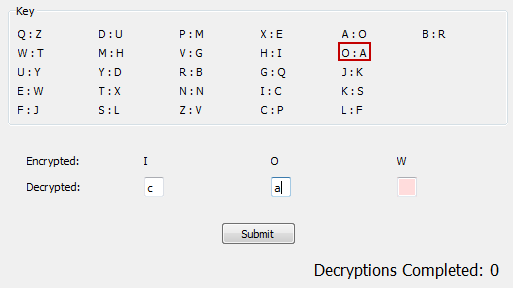 Key
Q : Z D : U P : M X : E A : O B : R
W : T M : H V : G H : I O : A
U : Y Y : D R : B G : Q J : K
E : W T : X N : N I : C K : S
F : J S : L Z : V C : P L : F
Encrypted: I O W
Decrypted: c a
Submit
Decryptions Completed: 0